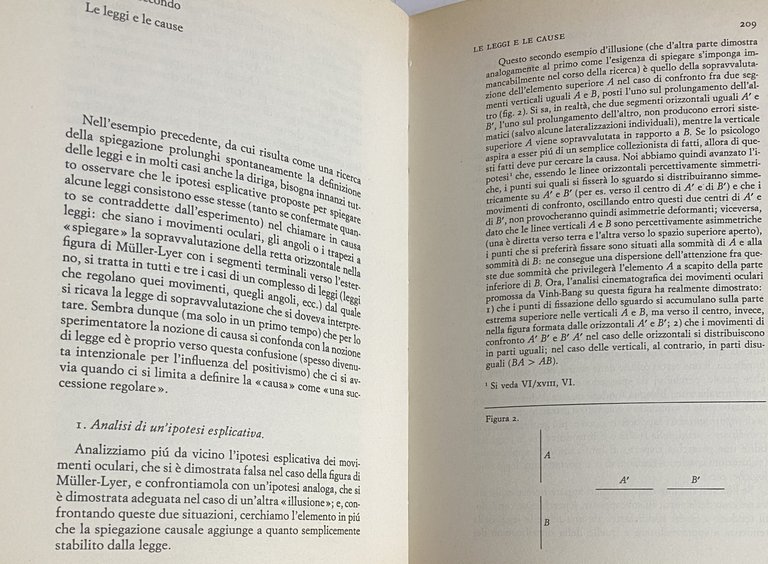 secondo
Le leggi e le cause
Nell'esempio precedente, da cui risulta come una ricerca
della spiegazione prolunghi spontaneamente la definizione
delle leggi e in molti casi anche la diriga, bisogna innanzi tut-
to osservare che le ipotesi esplicative proposte per spiegare
alcune leggi consistono esse stesse (tanto se confermate quan-
to se contraddette dall'esperimento) nel chiamare in causa
leggi: che siano i movimenti oculari, gli angoli o i trapezi a
«spiegare» la sopravvalutazione della retta orizzontale nella
figura di Müller-Lyer con i segmenti terminali verso l'ester-
no, si tratta in tutti e tre i casi di un complesso di leggi (leggi
che regolano quei movimenti, quegli angoli, ecc.) dal quale
si ricava la legge di sopravvalutazione che si doveva interpre-
tare. Sembra dunque (ma solo in un primo tempo) che per lo
sperimentatore la nozione di causa si confonda con la nozione
di legge ed è proprio verso questa confusione (spesso divenu-
ta intenzionale per l'influenza del positivismo) che ci si av-
via quando ci si limita a definire la «causa» come «una suc-
cessione regolare».
1. Analisi di un'ipotesi esplicativa.
Analizziamo piú da vicino l'ipotesi esplicativa dei movi-
menti oculari, che si è dimostrata falsa nel caso della figura di
Müller-Lyer, e confrontiamola con un'ipotesi analoga, che si
è dimostrata adeguata nel caso di un'altra «illusione»; e, con-
frontando queste due situazioni, cerchiamo l'elemento in piú
che la spiegazione causale aggiunge a quanto semplicemente
stabilito dalla legge.
LE LEGGI E LE CAUSE 209
Questo secondo esempio d'illusione (che d'altra parte dimostra
analogamente al primo come l'esigenza di spiegare s'imponga im-
mancabilmente nel corso della ricerca) è quello della sopravvaluta-
zione dell'elemento superiore A nel caso di confronto fra due seg-
menti verticali uguali A e B, posti l'uno sul prolungamento dell'al-
tro (fig. 2). Si sa, in realtà, che due segmenti orizzontali uguali A' e
B', l'uno sul prolungamento dell'altro, non producono errori siste-
matici (salvo alcune lateralizzazioni individuali), mentre la verticale
superiore A viene sopravvalutata in rapporto a B. Se lo psicologo
aspira a esser piú di un semplice collezionista di fatti, allora di que-
sti fatti deve pur cercare la causa. Noi abbiamo quindi avanzato l'i-
potesi¹ che, essendo le linee orizzontali percettivamente simmetri-
che, i punti sui quali si fisserà lo sguardo si distribuiranno simme-
tricamente su A' e B' (per es. verso il centro di A' e di B') e che i
movimenti di confronto, oscillando entro questi due centri di A' e
di B', non provocheranno quindi asimmetrie deformanti; viceversa,
dato che le linee verticali A e B sono percettivamente asimmetriche
(una è diretta verso terra e l'altra verso lo spazio superiore aperto),
i punti che si preferirà fissare sono situati alla sommità di A e alla
sommità di B: ne consegue una dispersione dell'attenzione fra que-
ste due sommità che privilegerà l'elemento A a scapito della parte
inferiore di B. Ora, l'analisi cinematografica dei movimenti oculari
promossa da Vinh-Bang su questa figura ha realmente dimostrato:
1) che i punti di fissazione dello sguardo si accumulano sulla parte
estrema superiore nelle verticali A e B, ma verso il centro, invece,
nella figura formata dalle orizzontali A' e B'; 2) che i movimenti di
confronto A' B' e B' A' nel caso delle orizzontali si distribuiscono
in parti uguali; nel caso delle verticali, al contrario, in parti disu-
guali (BA > AB).
¹ Si veda VI/XVIII, VI.
Figura 2.
A
A' B'
B